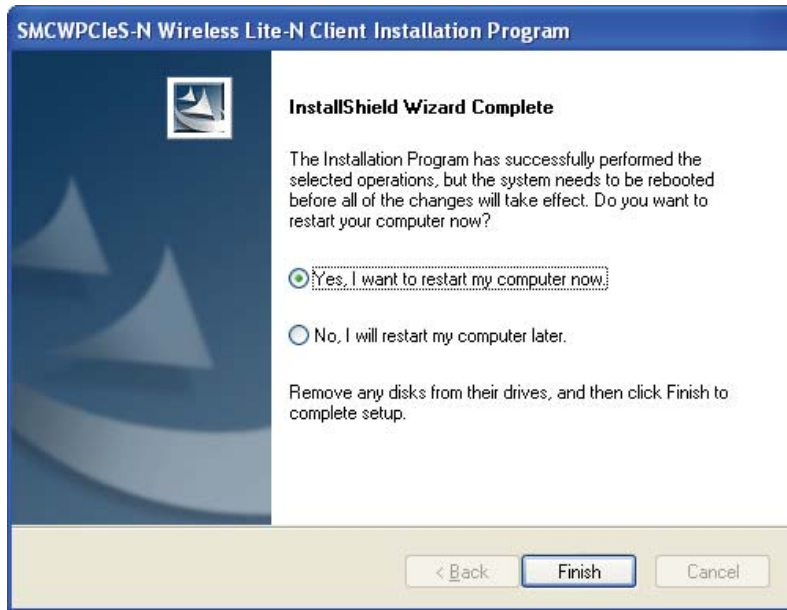 SMCWPCIeS-N Wireless Lite-N Client Installation Program
InstallShield Wizard Complete
The Installation Program has successfully performed the
selected operations, but the system needs to be rebooted
before all of the changes will take effect. Do you want to
restart your computer now?
Yes, I want to restart my computer now.
No, I will restart my computer later.
Remove any disks from their drives, and then click Finish to
complete setup.
< Back
Finish
Cancel